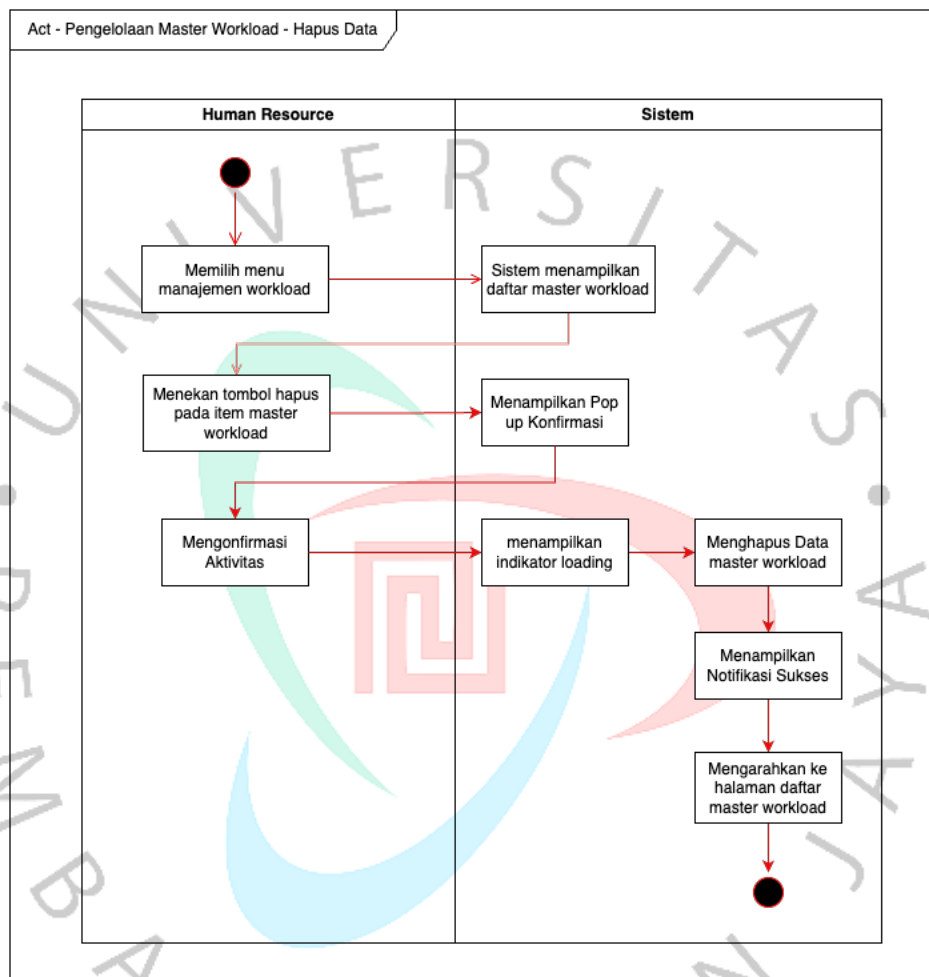 Act - Pengelolaan Master Workload - Hapus Data
Human Resource
Sistem
Memilih menu
manajemen workload
Sistem menampilkan
daftar master workload
Menekan tombol hapus
pada item master
workload
Menampilkan Pop
up Konfirmasi
Mengonfirmasi
Aktivitas
menampilkan
indikator loading
Menghapus Data
master workload
Menampilkan
Notifikasi Sukses
Mengarahkan ke
halaman daftar
master workload
UNIVERSITAS